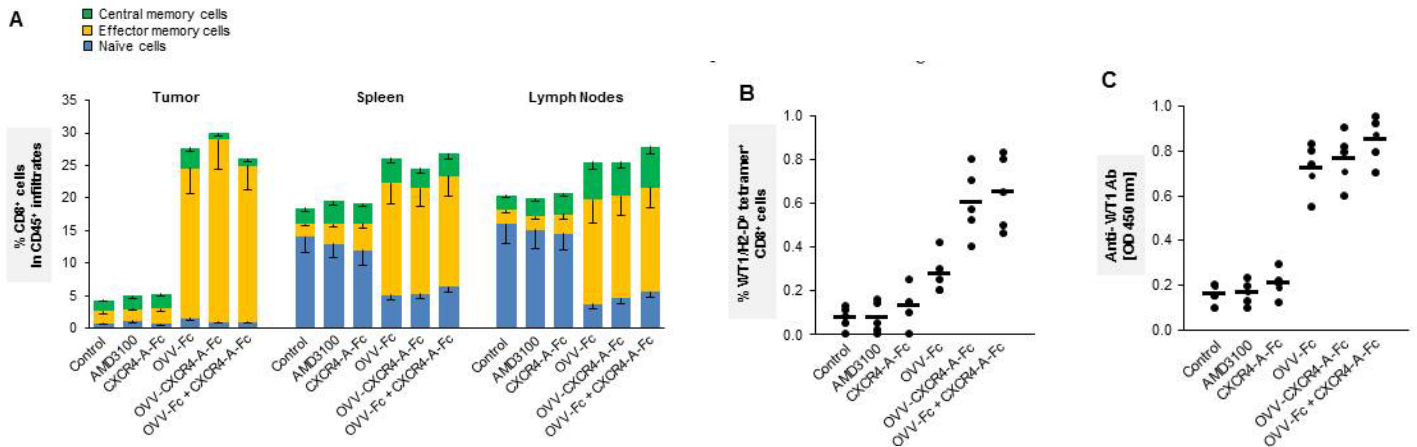 A
Central memory cells
Effector memory cells
Naïve cells
% CD8⁺ cells
In CD45⁺ infiltrates
35
30
25
20
15
10
5
0
Tumor
Spleen
Lymph Nodes
Control
AMD3100
CXCR4-A-Fc
OVV-Fc
OVV-CXCR4-A-Fc
OVV-Fc + CXCR4-A-Fc
Control
AMD3100
CXCR4-A-Fc
OVV-Fc
OVV-CXCR4-A-Fc
OVV-Fc + CXCR4-A-Fc
Control
AMD3100
CXCR4-A-Fc
OVV-Fc
OVV-CXCR4-A-Fc
OVV-Fc + CXCR4-A-Fc
B
% WT1/H2-Dᵇ tetramer⁺
CD8⁺ cells
1.0
0.8
0.6
0.4
0.2
0.0
Control
AMD3100
CXCR4-A-Fc
OVV-Fc
OVV-CXCR4-A-Fc
OVV-Fc + CXCR4-A-Fc
C
Anti- WT1 Ab
[OD 450 nm]
1.0
0.8
0.6
0.4
0.2
0.0
Control
AMD3100
CXCR4-A-Fc
OVV-Fc
OVV-CXCR4-A-Fc
OVV-Fc + CXCR4-A-Fc